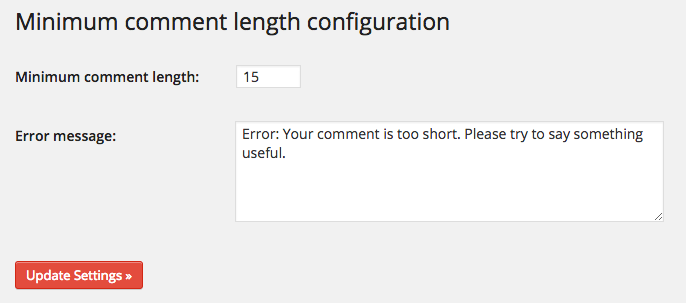 Minimum comment length configuration
Minimum comment length: 15
Error message: Error: Your comment is too short. Please try to say something
useful.
Update Settings »